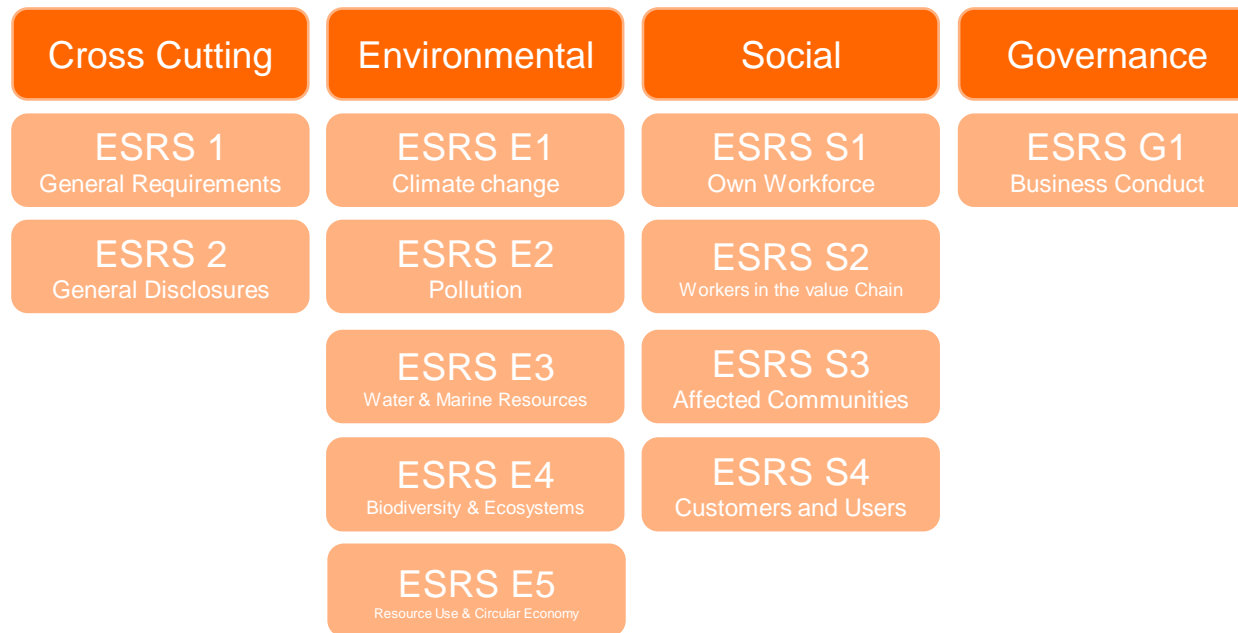 Cross Cutting
ESRS 1
General Requirements
ESRS 2
General Disclosures
Environmental
ESRS E1
Climate change
ESRS E2
Pollution
ESRS E3
Water & Marine Resources
ESRS E4
Biodiversity & Ecosystems
ESRS E5
Resource Use & Circular Economy
Social
ESRS S1
Own Workforce
ESRS S2
Workers in the value Chain
ESRS S3
Affected Communities
ESRS S4
Customers and Users
Governance
ESRS G1
Business Conduct